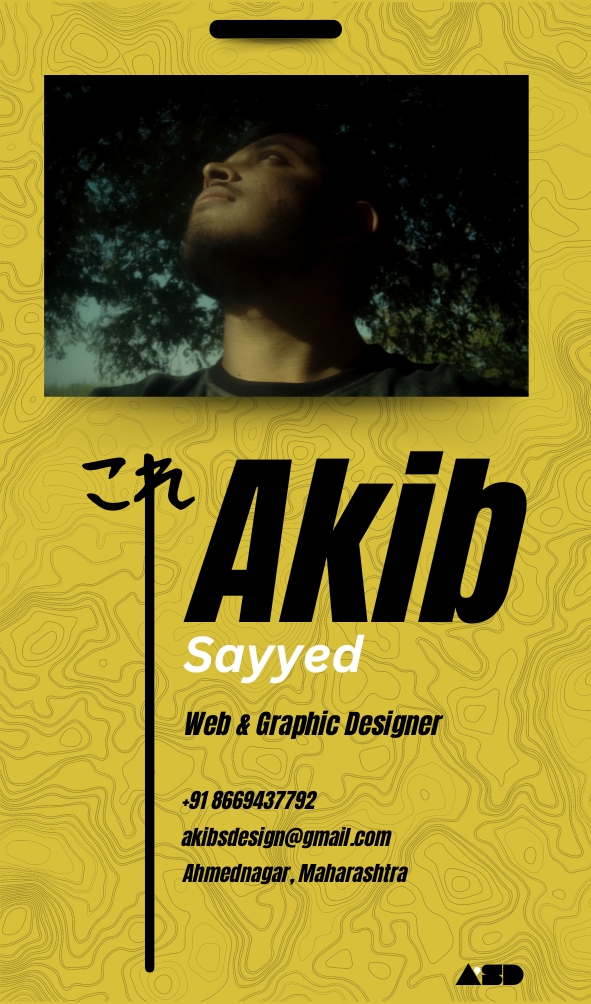 これ
Akib
Sayyed
Web & Graphic Designer
+91 8669437792
akibsdesign@gmail.com
Ahmednagar, Maharashtra
ASD